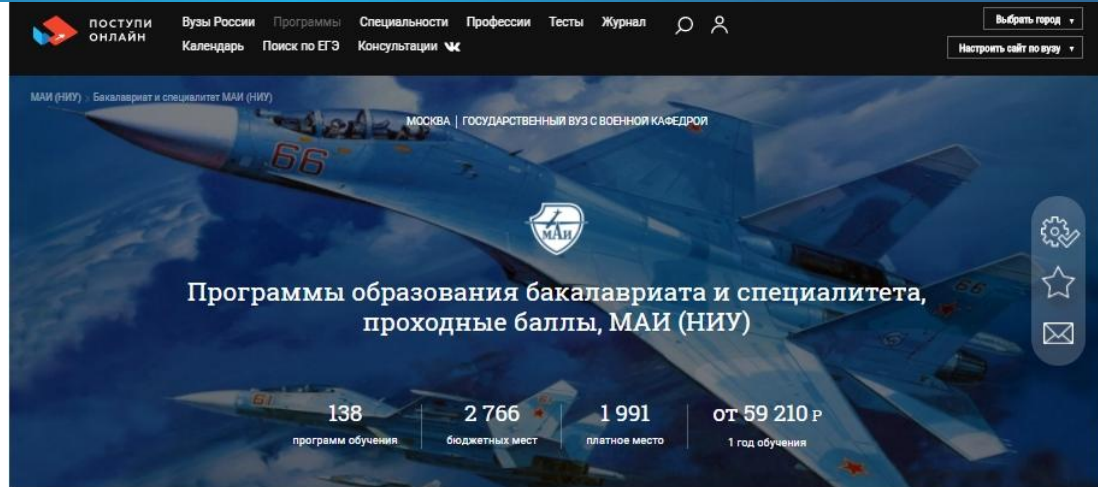 ПОСТУПИ
ОНЛАЙН
Вузы России Программы Специальности Профессии Тесты Журнал
Календарь Поиск по ЕГЭ Консультации
Выбрать город
Настроить сайт по вузу
МАИ (НИУ) > Бакалавриат и специалитет МАИ (НИУ)
МОСКВА | ГОСУДАРСТВЕННЫЙ ВУЗ С ВОЕННОЙ КАФЕДРОЙ
66
МАИ
66
Программы образования бакалавриата и специалитета,
проходные баллы, МАИ (НИУ)
61
138 2 766 1 991 от 59 210 Р
программ обучения бюджетных мест платное место 1 год обучения